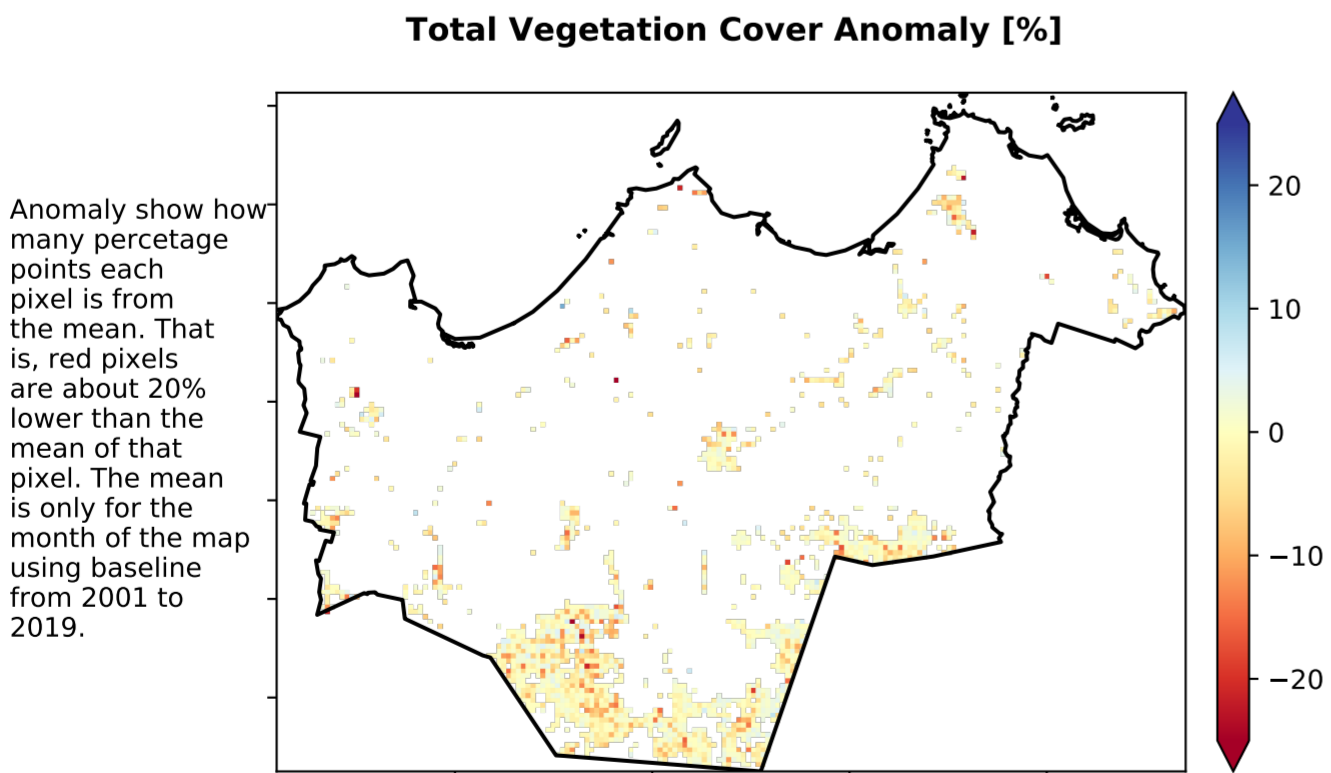 Total Vegetation Cover Anomaly [%]
Anomaly show how
many percetage
points each
pixel is from
the mean. That
is, red pixels
are about 20%
lower than the
mean of that
pixel. The mean
is only for the
month of the map
using baseline
from 2001 to
2019.
20
10
0
−10
−20